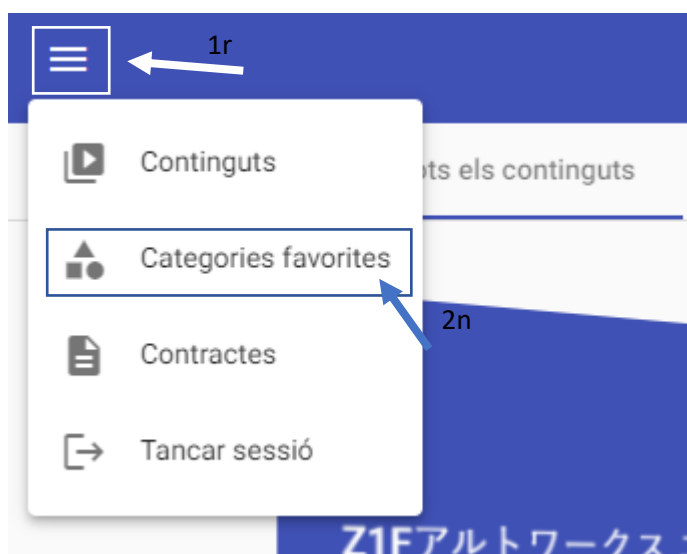 1r
Continguts
ots els continguts
Categories favorites
2n
Contractes
Tancar sessió
Z1Fアルトワークス